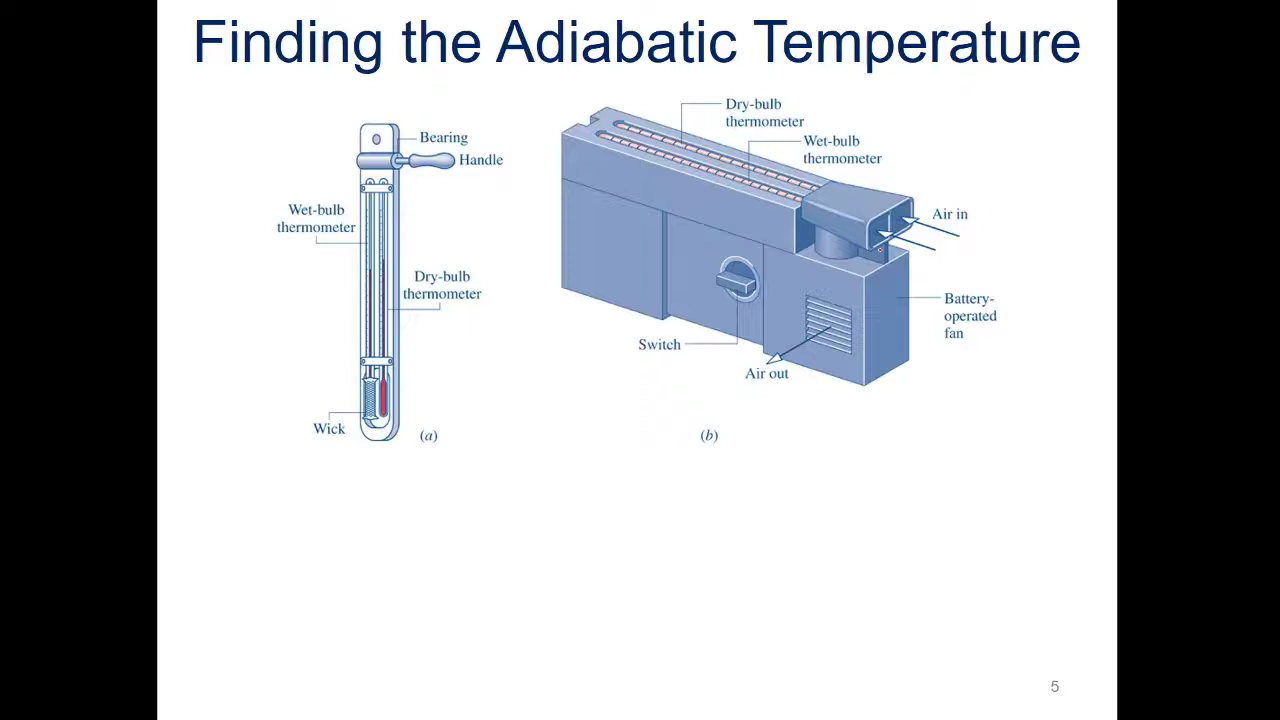 Finding the Adiabatic Temperature
Bearing
Handle
Wet-bulb
thermometer
Dry-bulb
thermometer
Wick
(a)
Dry-bulb
thermometer
Wet-bulb
thermometer
Air in
Battery-
operated
fan
Switch
Air out
(b)
5